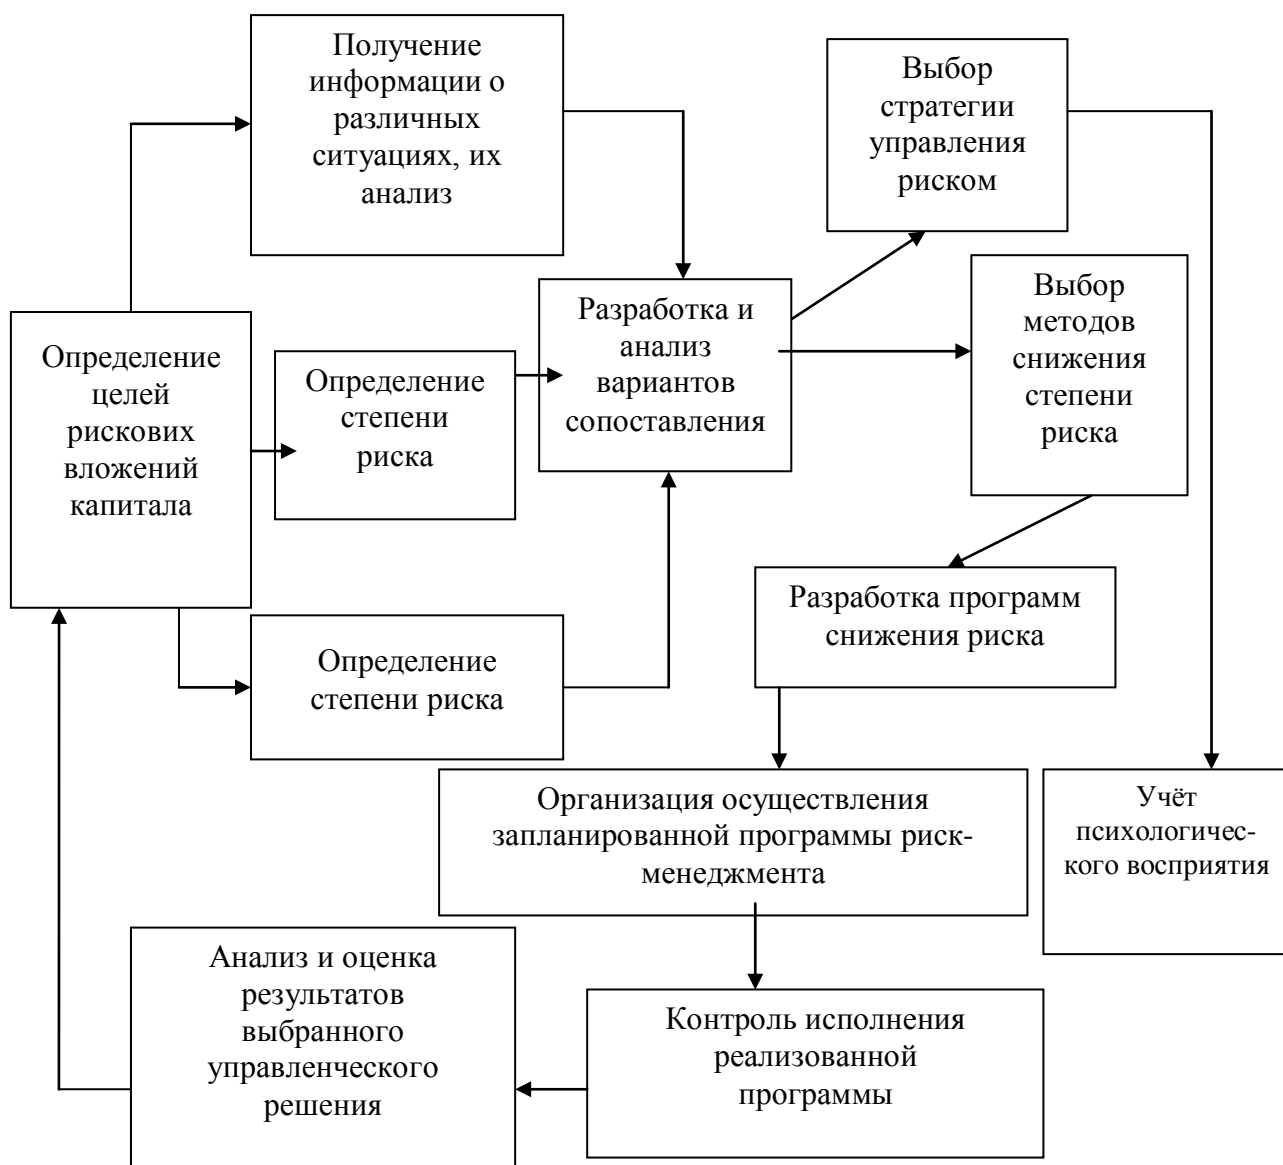 Получение
информации о
различных
ситуациях, их
анализ
Выбор
стратегии
управления
риском
Определение
целей
рисковых
вложений
капитала
Определение
степени
риска
Разработка и
анализ
вариантов
сопоставления
Выбор
методов
снижения
степени
риска
Определение
степени риска
Разработка программ
снижения риска
Организация осуществления
запланированной программы риск-
менеджмента
Учёт
психологичес-
кого восприятия
Анализ и оценка
результатов
выбранного
управленческого
решения
Контроль исполнения
реализованной
программы